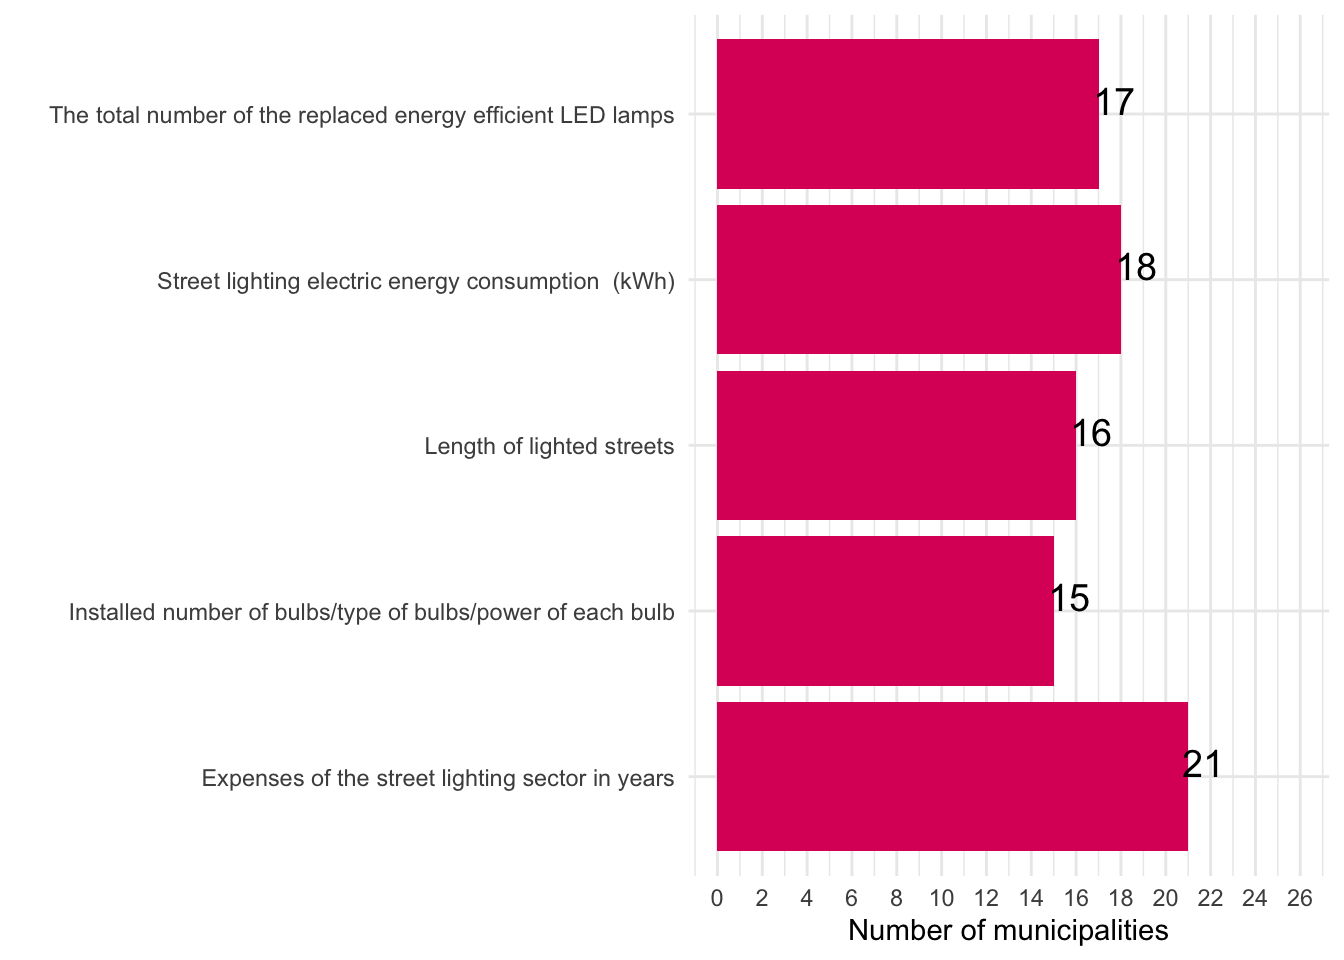 The total number of the replaced energy efficient LED lamps
17
Street lighting electric energy consumption  (kWh)
18
Length of lighted streets
16
Installed number of bulbs/type of bulbs/power of each bulb
15
Expenses of the street lighting sector in years
21
0 2 4 6 8 10 12 14 16 18 20 22 24 26
Number of municipalities